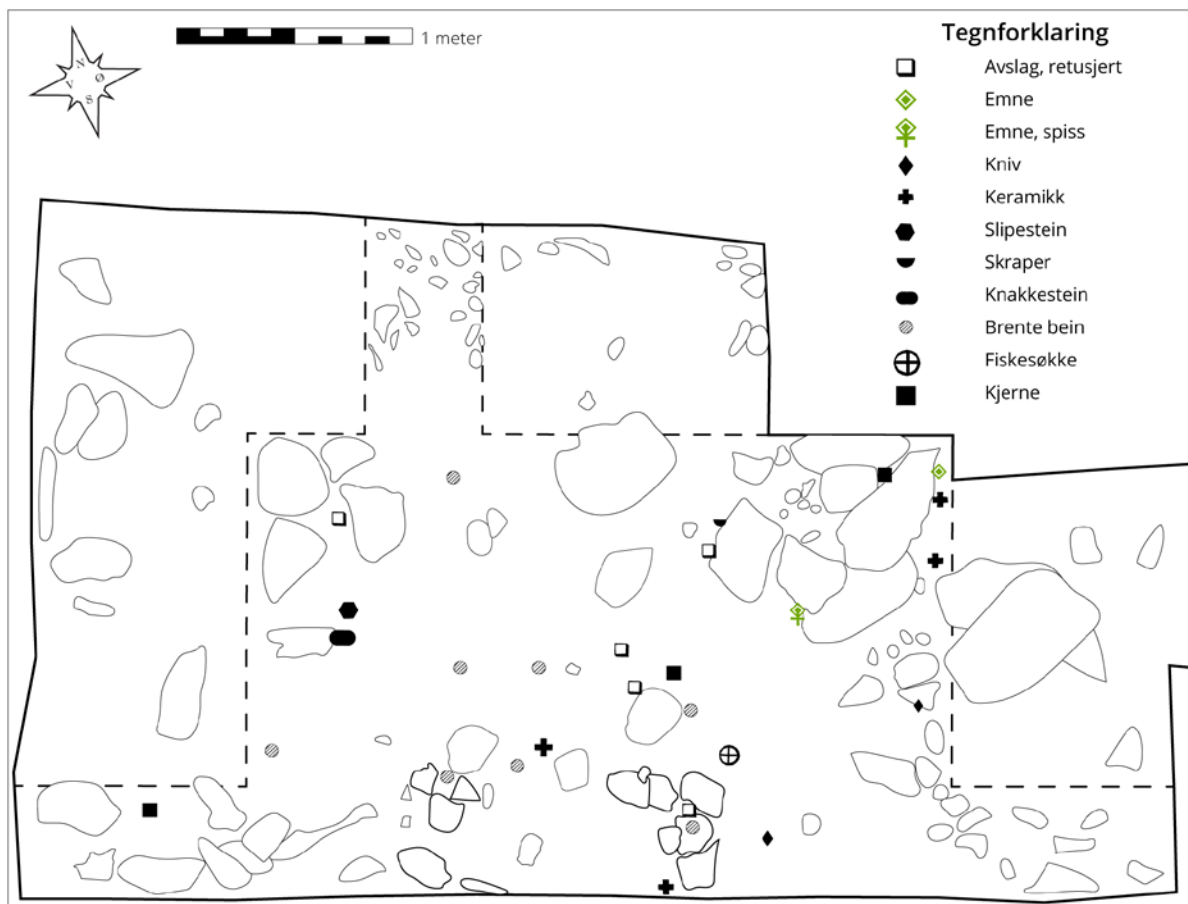 1 meter
N
Ø
V
S
Tegnforklaring
Avslag, retusjert
Emne
Emne, spiss
Kniv
Keramikk
Slipestein
Skraper
Knakkestein
Brente bein
Fiskesøkke
Kjerne